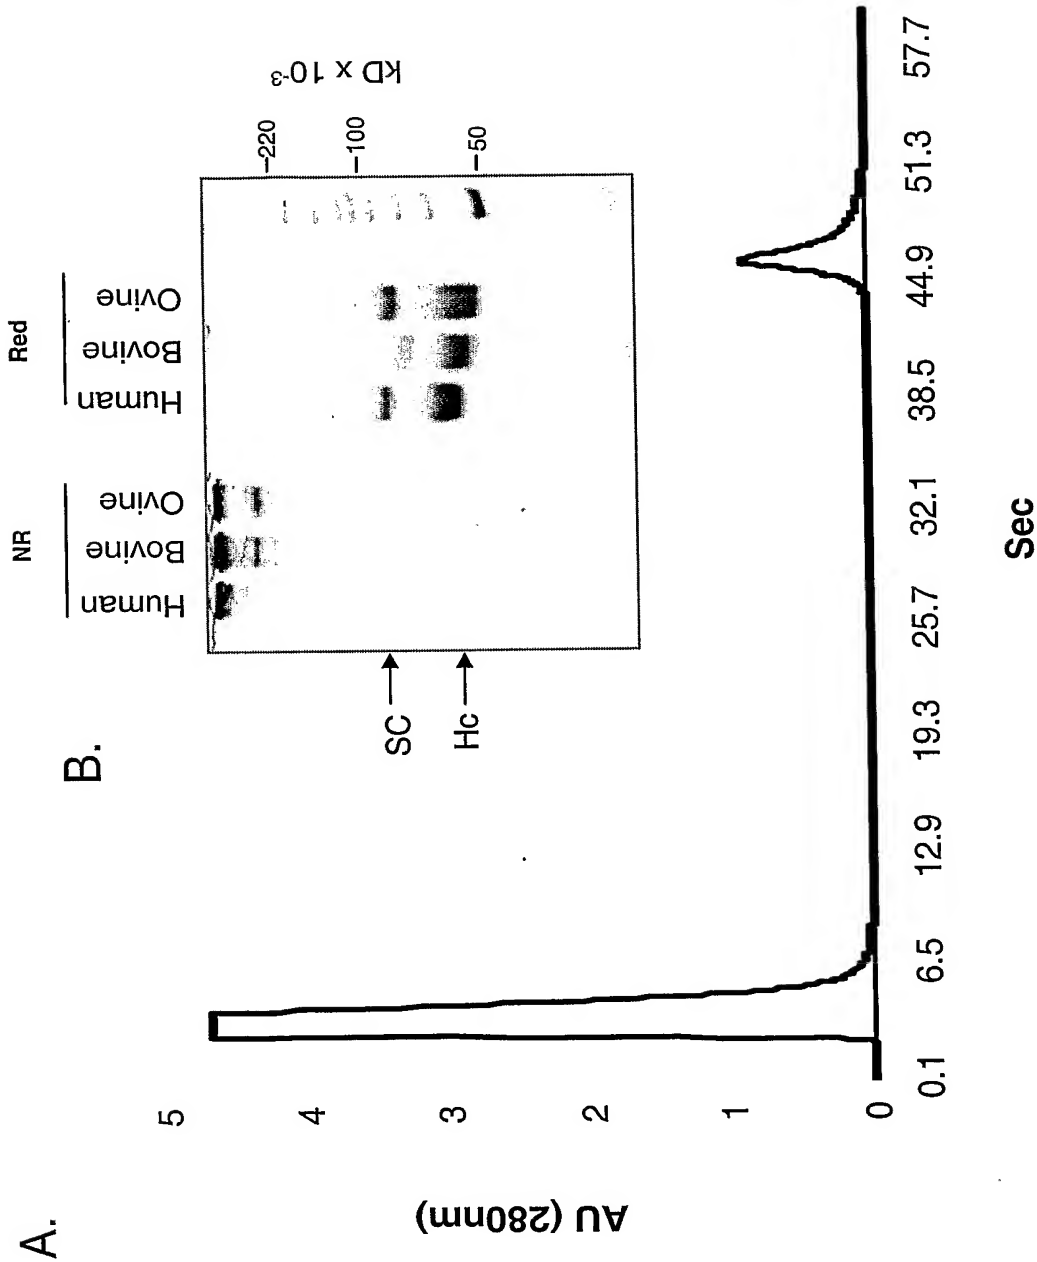 A.
B.
NR
Red
Human Bovine Ovine
Human Bovine Ovine
SC
Hc
–220
–100
–50
kD x 10-3
5
4
3
2
1
0
AU (280nm)
0.1 6.5 12.9 19.3 25.7 32.1 38.5 44.9 51.3 57.7
Sec